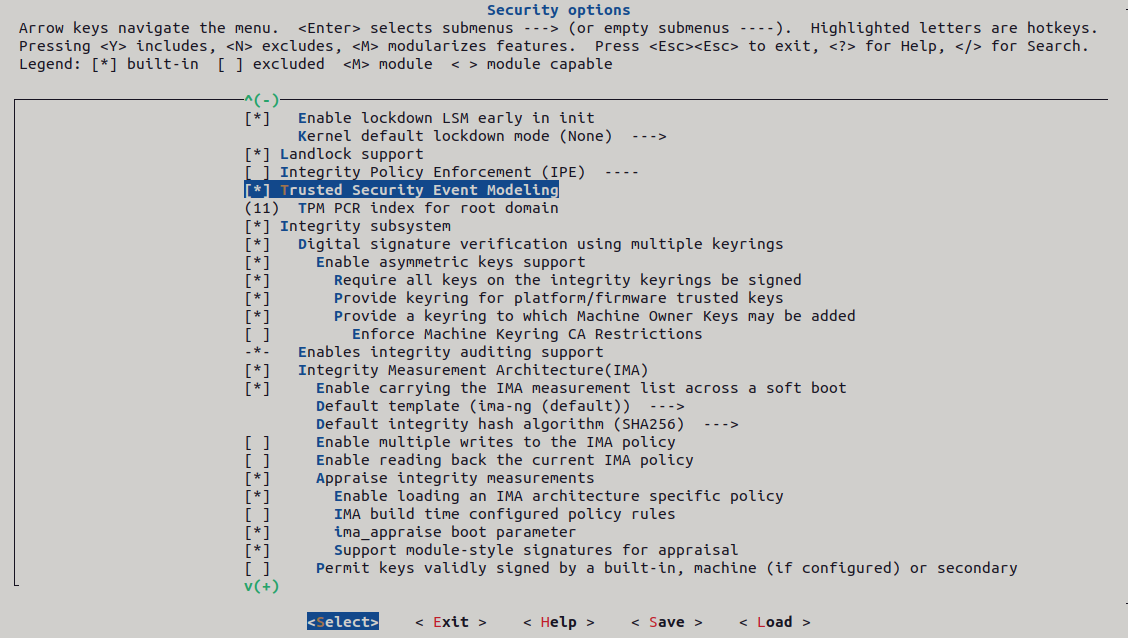 Security options
Arrow keys navigate the menu.  <Enter> selects submenus ---> (or empty submenus ----).  Highlighted letters are hotkeys.
Pressing <Y> includes, <N> excludes, <M> modularizes features.  Press <Esc><Esc> to exit, <?> for Help, </> for Search.
Legend: [*] built-in  [ ] excluded  <M> module  < > module capable
^(-)
[*]   Enable lockdown LSM early in init
Kernel default lockdown mode (None)  --->
[*] Landlock support
[ ] Integrity Policy Enforcement (IPE)  ----
[*] Trusted Security Event Modeling
(11)  TPM PCR index for root domain
[*] Integrity subsystem
[*]   Digital signature verification using multiple keyrings
[*]     Enable asymmetric keys support
[*]       Require all keys on the integrity keyrings be signed
[*]       Provide keyring for platform/firmware trusted keys
[*]       Provide a keyring to which Machine Owner Keys may be added
[ ]         Enforce Machine Keyring CA Restrictions
-*-   Enables integrity auditing support
[*]   Integrity Measurement Architecture(IMA)
[*]     Enable carrying the IMA measurement list across a soft boot
Default template (ima-ng (default))  --->
Default integrity hash algorithm (SHA256)  --->
[ ]     Enable multiple writes to the IMA policy
[ ]     Enable reading back the current IMA policy
[*]     Appraise integrity measurements
[*]       Enable loading an IMA architecture specific policy
[ ]       IMA build time configured policy rules
[*]       ima_appraise boot parameter
[*]       Support module-style signatures for appraisal
[ ]     Permit keys validly signed by a built-in, machine (if configured) or secondary
v(+)
<Select>    < Exit >    < Help >    < Save >    < Load >